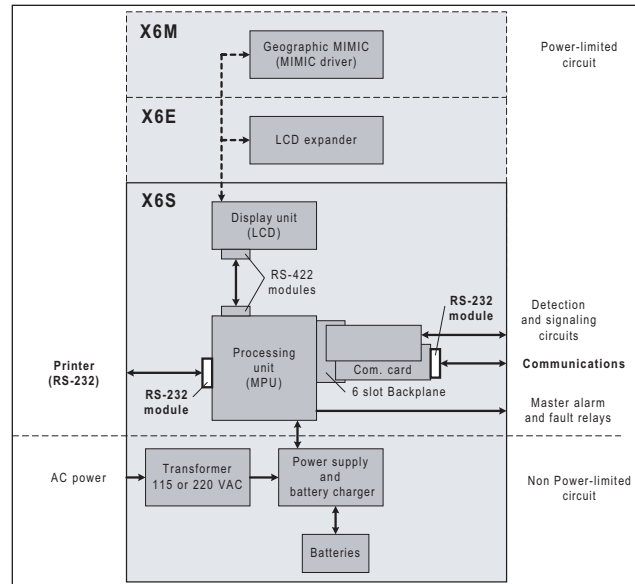 X6M
Geographic MIMIC
(MIMIC driver)
Power-limited
circuit
X6E
LCD expander
X6S
Display unit
(LCD)
RS-422
modules
RS-232
module
Detection
and signaling
circuits
Processing
unit
(MPU)
Com. card
Communications
Printer
(RS-232)
RS-232
module
6 slot Backplane
Master alarm
and fault relays
AC power
Transformer
115 or 220 VAC
Power supply
and
battery charger
Non Power-limited
circuit
Batteries